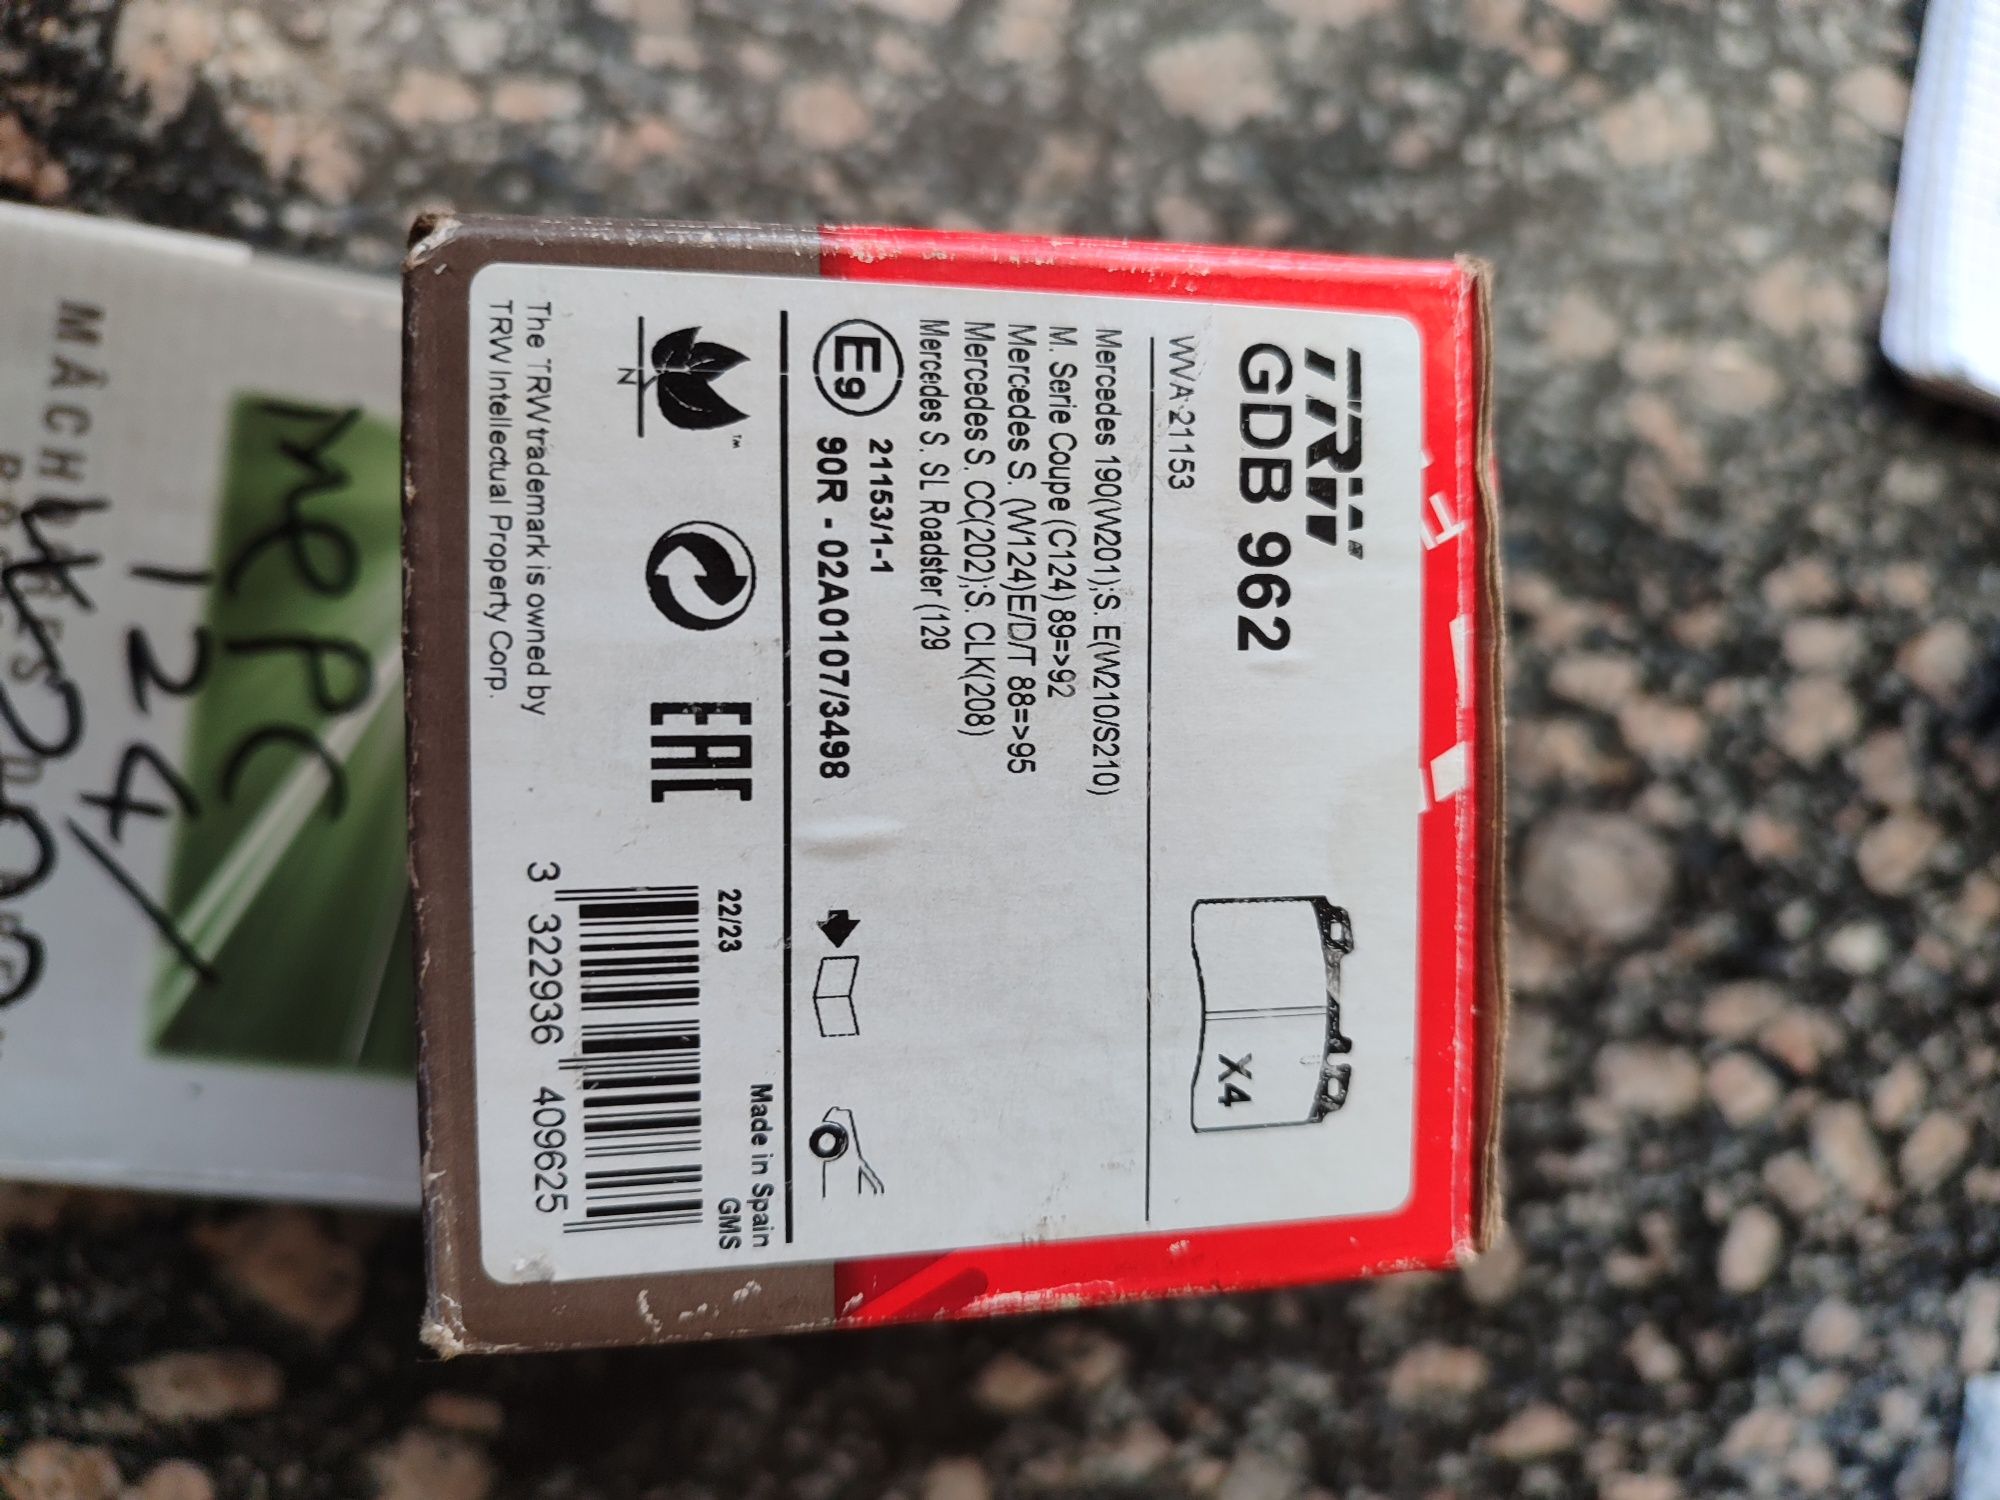 TRW
GDB 962
X4
WVA 21153
Mercedes 190(W201);S. E(W210/S210)
M. Serie Coupe (C124) 89=>92
Mercedes S. (W124)E/D/T 88=>95
Mercedes S. CC(202);S. CLK(208)
Mercedes S. SL Roadster (129
E9
21153/1-1
90R - 02A0107/3498
TM
N
EAC
22/23
Made in Spain
GMS
3 322936 409625
The TRW trademark is owned by
TRW Intellectual Property Corp.
MePC
124